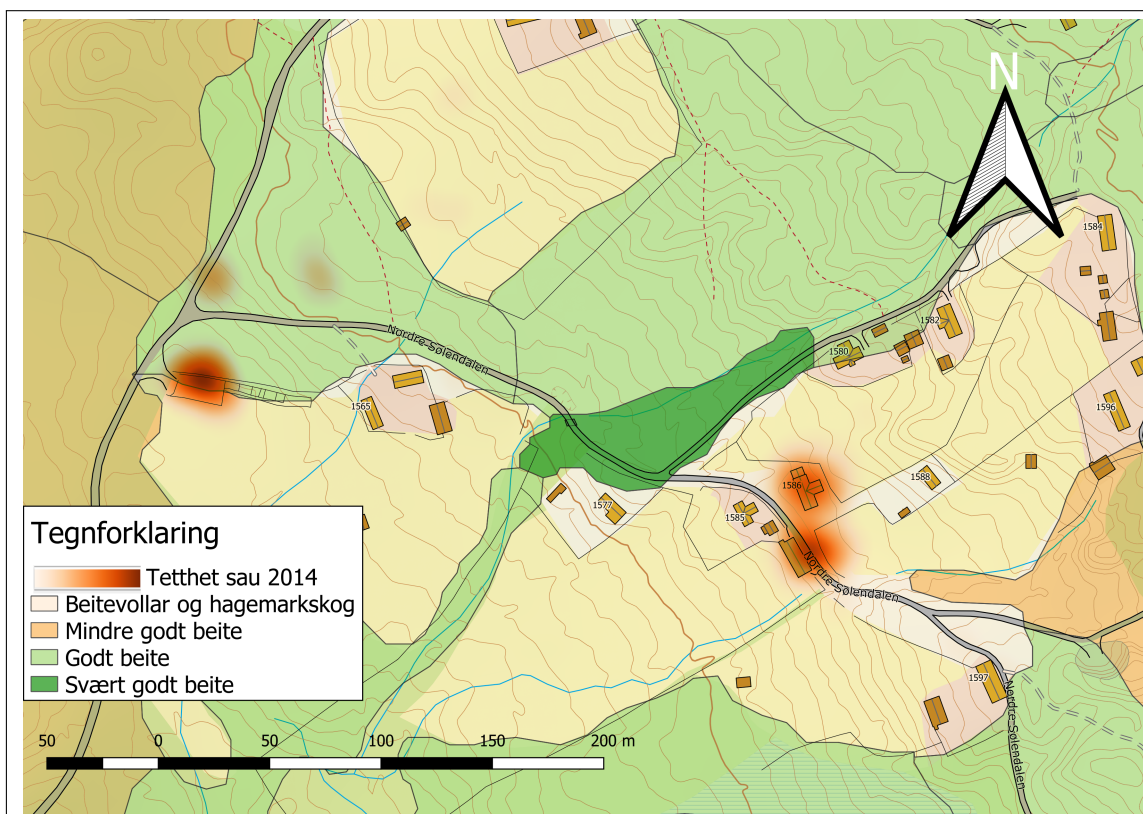 N
1584
1582
Nordre-Sølendalen
1580
1565
1596
1588
1586
1577
1585
Nordre-Sølendalen
Tegnforklaring
Tetthet sau 2014
Beitevollar og hagemarkskog
Mindre godt beite
Godt beite
Svært godt beite
1597
Nordre-Sølendalen
50 0 50 100 150 200 m